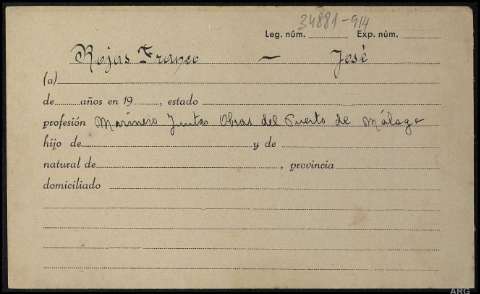 34881-914
Leg. núm. Exp. núm.
Rojas Franco — José
(a)
de años en 19, estado
profesión Marinero Juntas Obras del Puerto de Málaga
hijo de y de
natural de, provincia
domiciliado
ARG